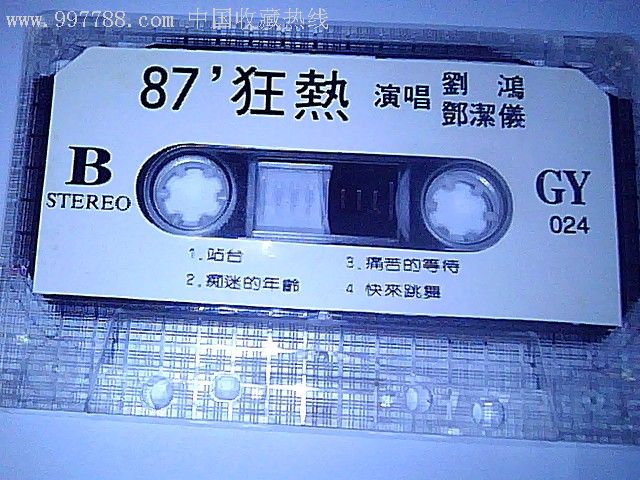 www.997788.com 中国收藏热线
87’狂熱 演唱 劉 鴻
鄧潔儀
B
STEREO
GY
024
1.站台
2.痴迷的年齡
3.痛苦的等待
4 快來跳舞